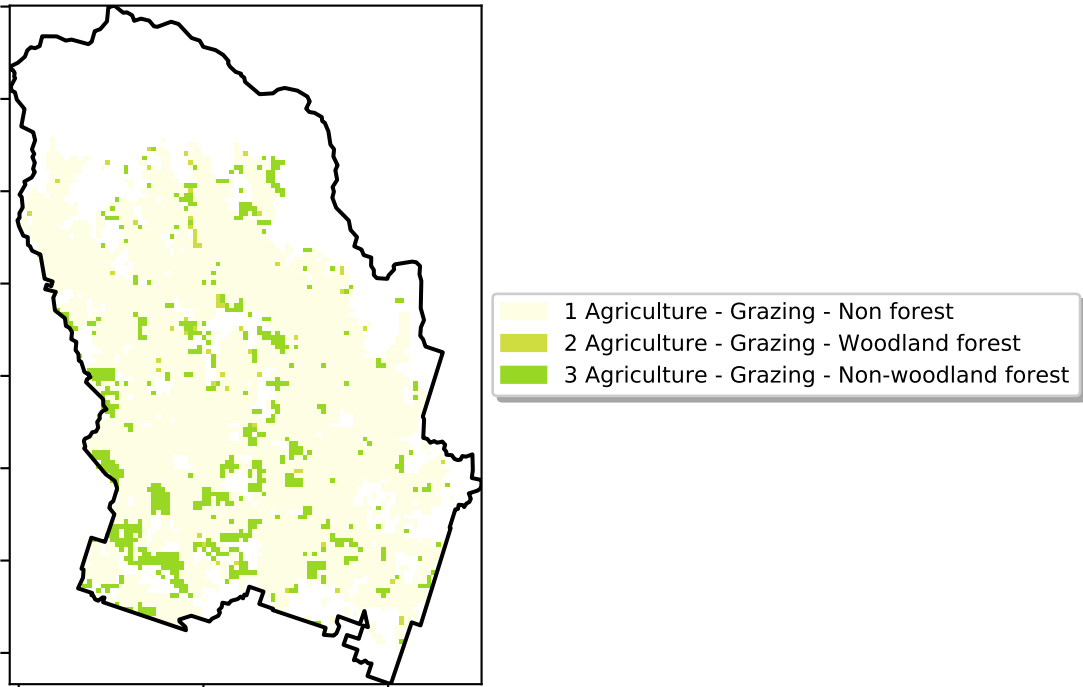 1 Agriculture - Grazing - Non forest
2 Agriculture - Grazing - Woodland forest
3 Agriculture - Grazing - Non-woodland forest